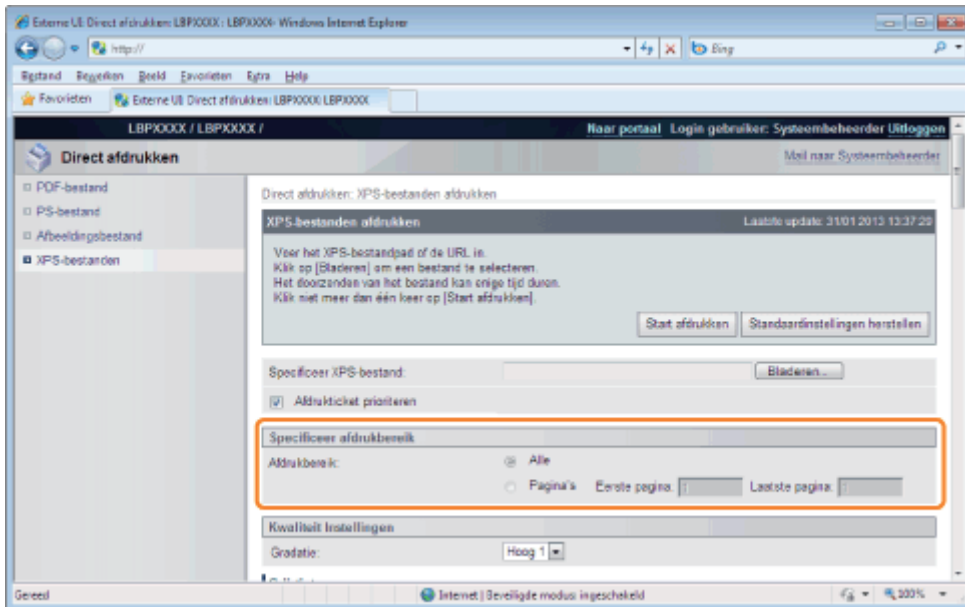 Externe UI: Direct afdrukken: LBPXXXX : LBPXXXX - Windows Internet Explorer
http://
Bing
Bestand Bewerken Beeld Favorieten Extra Help
Favorieten Externe UI: Direct afdrukken: LBPXXXX: LBPXXXX
LBPXXXX / LBPXXXX /
Naar portaal Login gebruiker: Systeembeheerder Uitloggen
Direct afdrukken
Mail naar Systeembeheerder
PDF-bestand
PS-bestand
Afbeeldingsbestand
XPS-bestanden
Direct afdrukken: XPS-bestanden afdrukken
XPS-bestanden afdrukken
Laatste update: 31/01 2013 13:37:29
Voer het XPS-bestandpad of de URL in.
Klik op [Bladeren] om een bestand te selecteren.
Het doorzenden van het bestand kan enige tijd duren.
Klik niet meer dan één keer op [Start afdrukken].
Start afdrukken Standaardinstellingen herstellen
Specificeer XPS-bestand:
Bladeren...
Afdrukticket prioriteren
Specificeer afdrukbereik
Afdrukbereik:
Alle
Pagina's Eerste pagina: Laatste pagina:
Kwaliteit Instellingen
Gradatie:
Hoog 1
Gereed
Internet | Beveiligde modus: ingeschakeld
100%